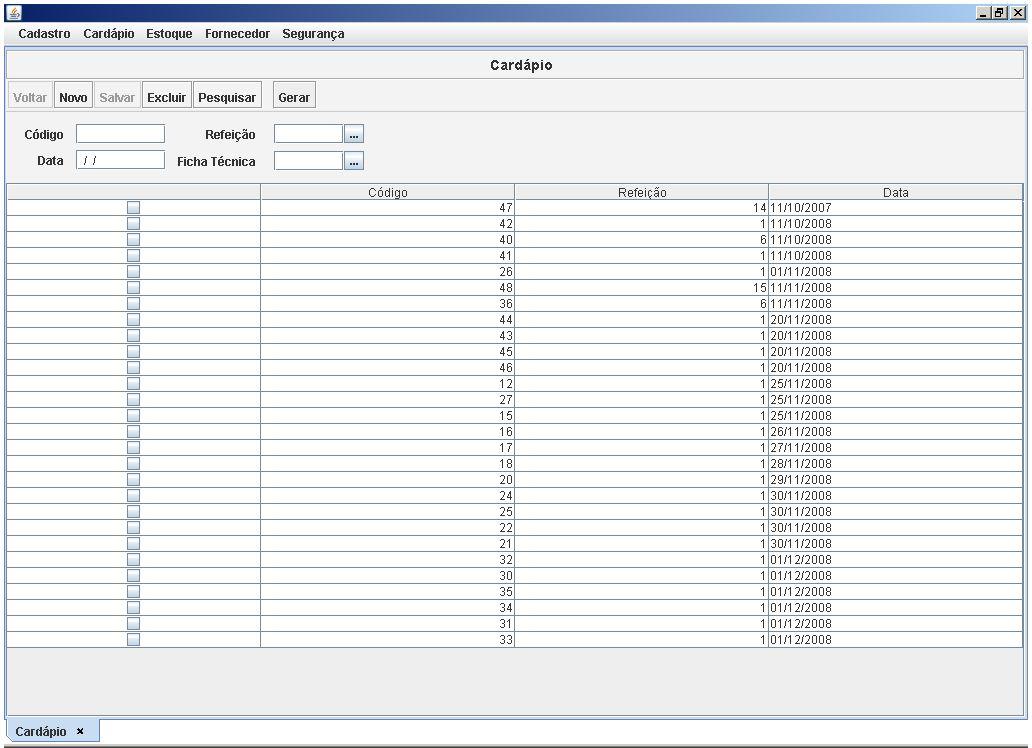 Cadastro Cardápio Estoque Fornecedor Segurança
Cardápio
Voltar Novo Salvar Excluir Pesquisar Gerar
Código Refeição ...
Data / / Ficha Técnica ...
Código Refeição Data
47 14 11/10/2007
42 1 11/10/2008
40 6 11/10/2008
41 1 11/10/2008
26 1 01/11/2008
48 15 11/11/2008
36 6 11/11/2008
44 1 20/11/2008
43 1 20/11/2008
45 1 20/11/2008
46 1 20/11/2008
12 1 25/11/2008
27 1 25/11/2008
15 1 25/11/2008
16 1 26/11/2008
17 1 27/11/2008
18 1 28/11/2008
20 1 29/11/2008
24 1 30/11/2008
25 1 30/11/2008
22 1 30/11/2008
21 1 30/11/2008
32 1 01/12/2008
30 1 01/12/2008
35 1 01/12/2008
34 1 01/12/2008
31 1 01/12/2008
33 1 01/12/2008
Cardápio ×